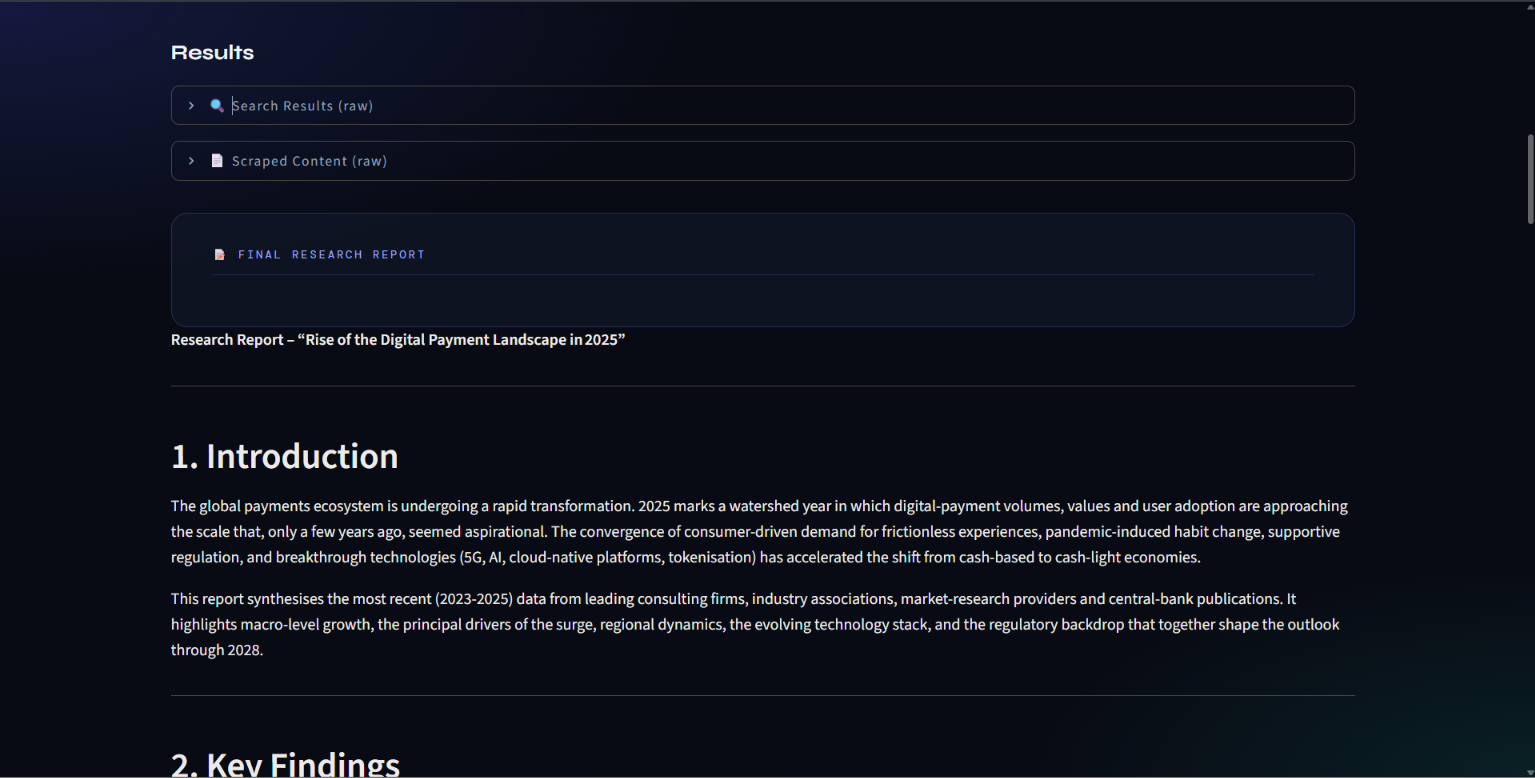 Results
Search Results (raw)
Scraped Content (raw)
FINAL RESEARCH REPORT
Research Report – “Rise of the Digital Payment Landscape in 2025”
1. Introduction
The global payments ecosystem is undergoing a rapid transformation. 2025 marks a watershed year in which digital-payment volumes, values and user adoption are approaching
the scale that, only a few years ago, seemed aspirational. The convergence of consumer-driven demand for frictionless experiences, pandemic-induced habit change, supportive
regulation, and breakthrough technologies (5G, AI, cloud-native platforms, tokenisation) has accelerated the shift from cash-based to cash-light economies.
This report synthesises the most recent (2023-2025) data from leading consulting firms, industry associations, market-research providers and central-bank publications. It
highlights macro-level growth, the principal drivers of the surge, regional dynamics, the evolving technology stack, and the regulatory backdrop that together shape the outlook
through 2028.
2. Key Findings